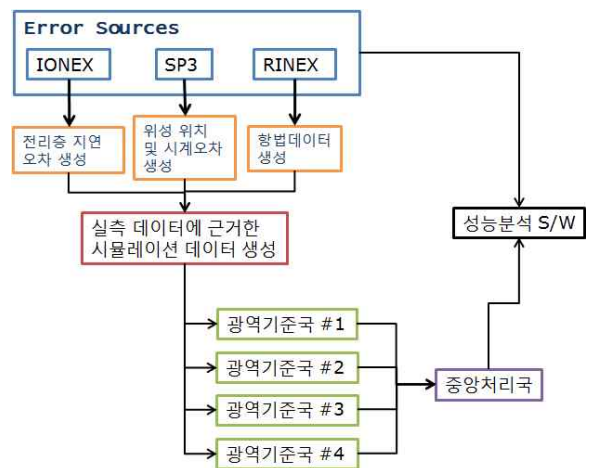 Error Sources
IONEX
SP3
RINEX
전리층 지연
오차 생성
위성 위치
및 시계오차
생성
항법데이터
생성
실측 데이터에 근거한
시뮬레이션 데이터 생성
성능분석 S/W
광역기준국 #1
광역기준국 #2
광역기준국 #3
광역기준국 #4
중앙처리국